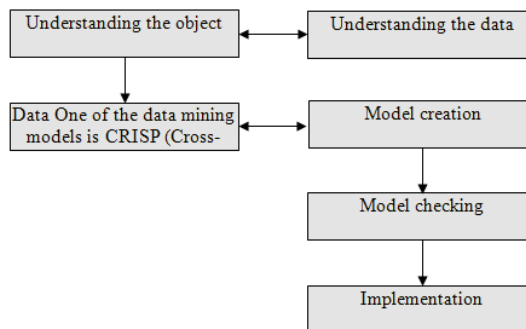 Understanding the object
Understanding the data
Data One of the data mining
models is CRISP (Cross-
Model creation
Model checking
Implementation